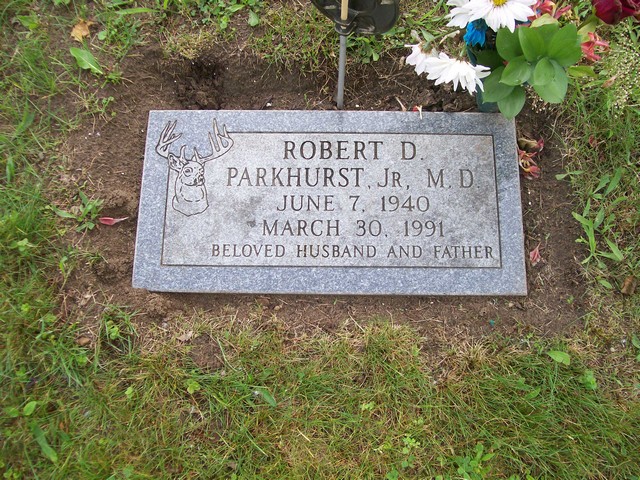 ROBERT D.
PARKHURST, JR, M.D.
JUNE 7, 1940
MARCH 30, 1991
BELOVED HUSBAND AND FATHER